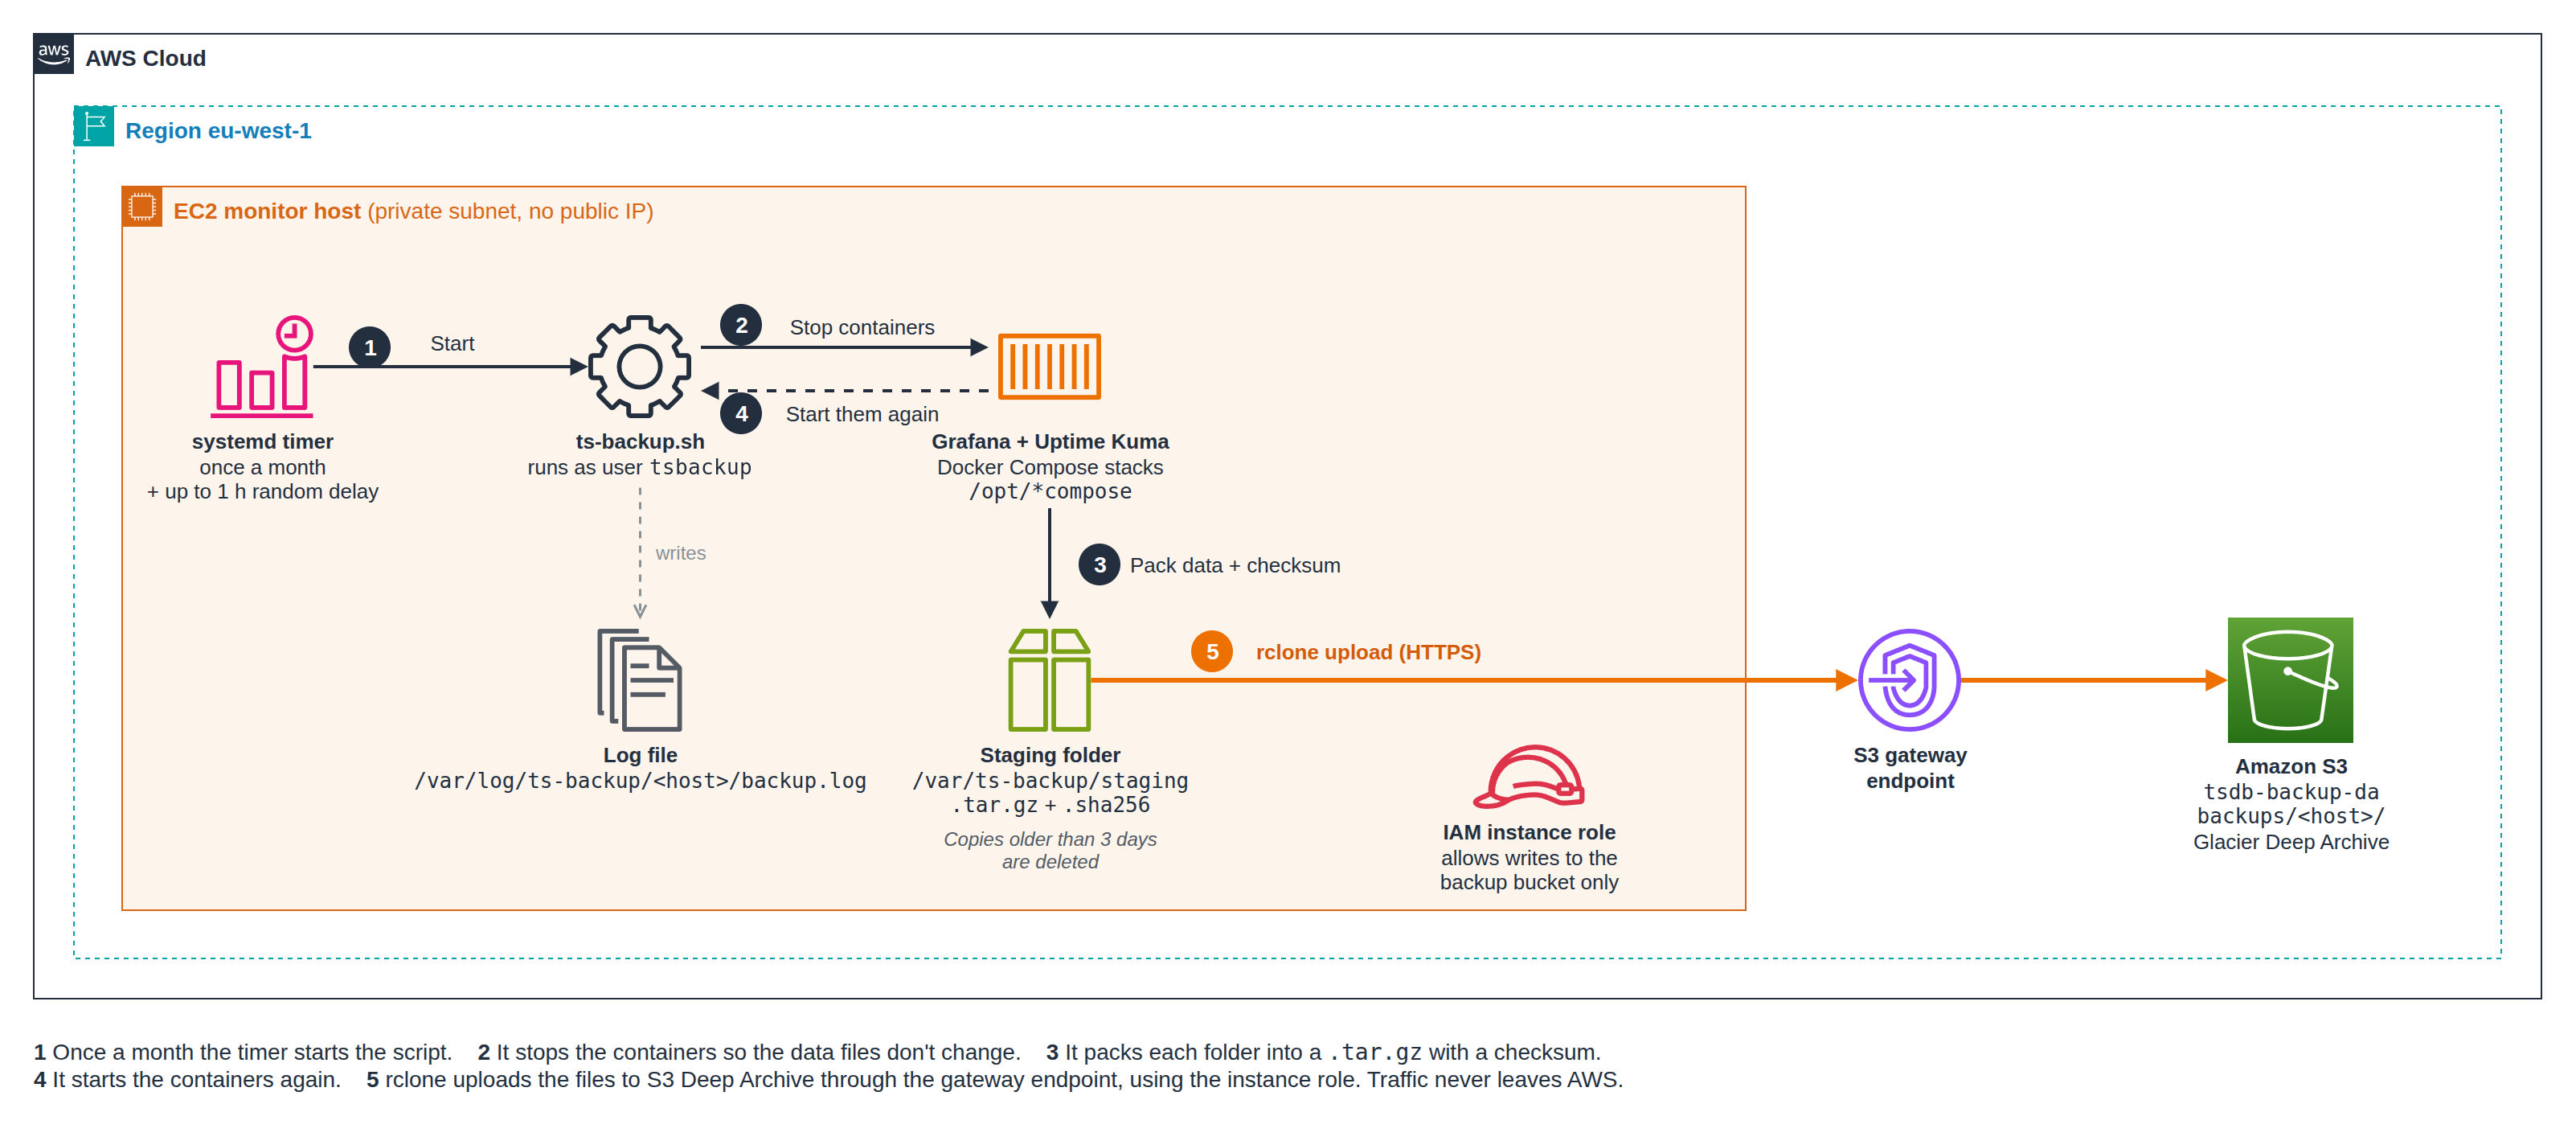 aws
AWS Cloud
Region eu-west-1
EC2 monitor host (private subnet, no public IP)
1
Start
2
Stop containers
4
Start them again
systemd timer
once a month
+ up to 1 h random delay
ts-backup.sh
runs as user tsbackup
Grafana + Uptime Kuma
Docker Compose stacks
/opt/*compose
writes
3
Pack data + checksum
5
rclone upload (HTTPS)
Log file
/var/log/ts-backup/<host>/backup.log
Staging folder
/var/ts-backup/staging
.tar.gz + .sha256
Copies older than 3 days
are deleted
IAM instance role
allows writes to the
backup bucket only
S3 gateway
endpoint
Amazon S3
tsdb-backup-da
backups/<host>/
Glacier Deep Archive
1 Once a month the timer starts the script. 2 It stops the containers so the data files don't change. 3 It packs each folder into a .tar.gz with a checksum.
4 It starts the containers again. 5 rclone uploads the files to S3 Deep Archive through the gateway endpoint, using the instance role. Traffic never leaves AWS.